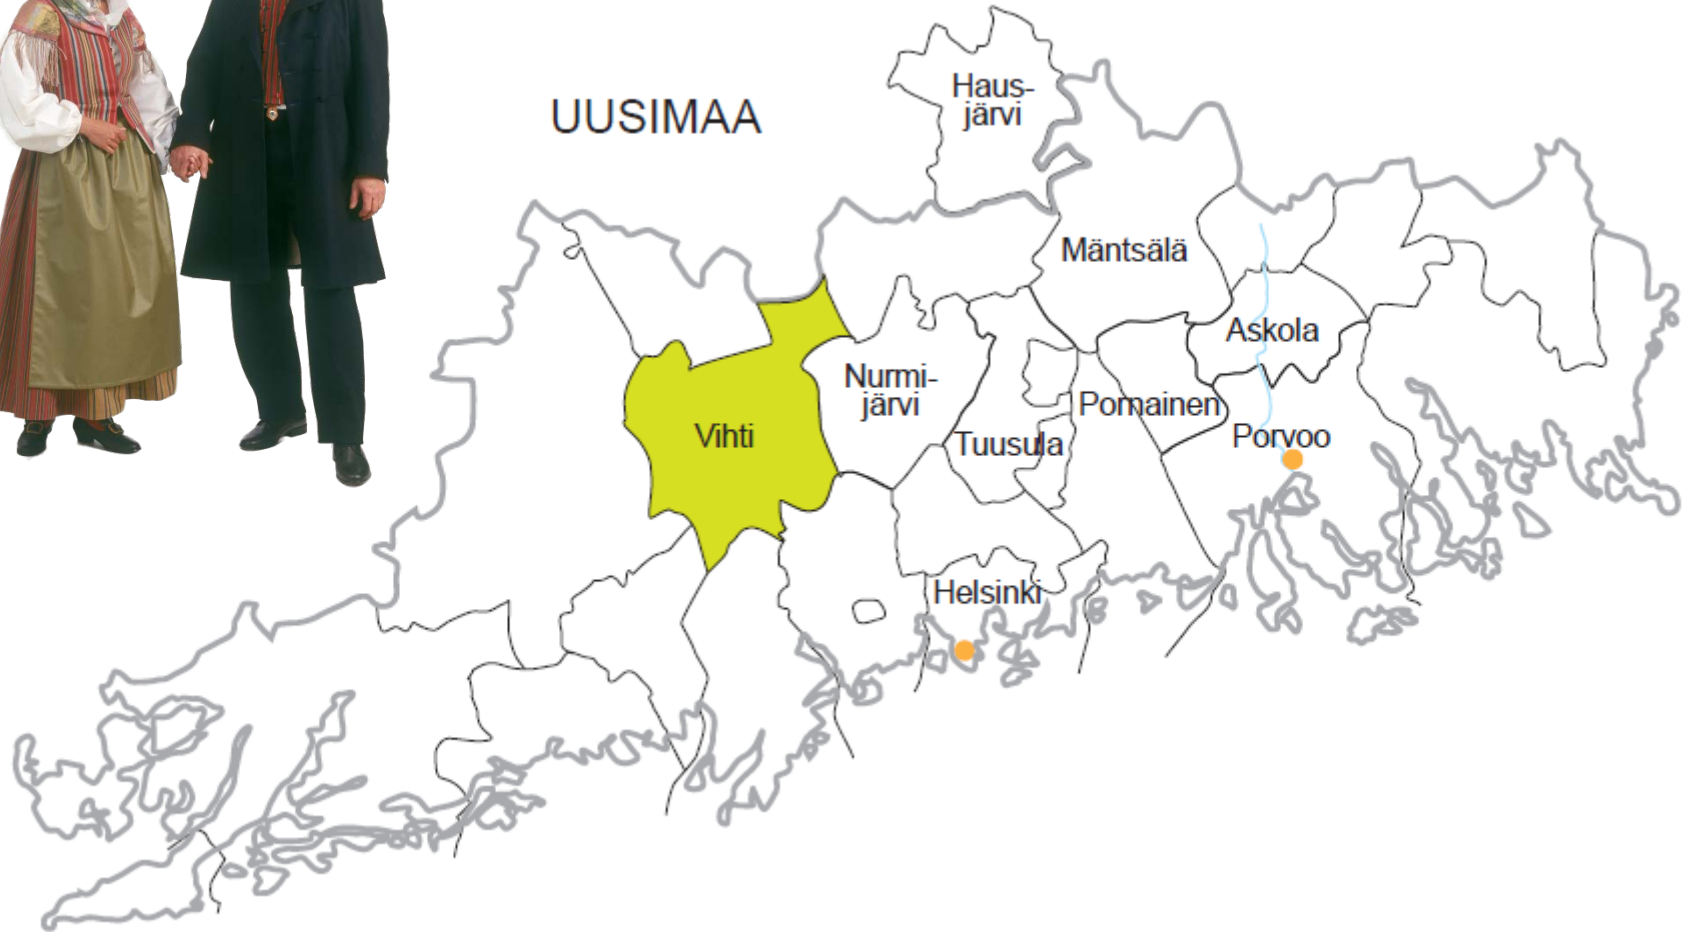 UUSIMAA
Haus-
järvi
Mäntsälä
Askola
Nurmi-
järvi
Pornainen
Vihti
Tuusula
Porvoo
Helsinki